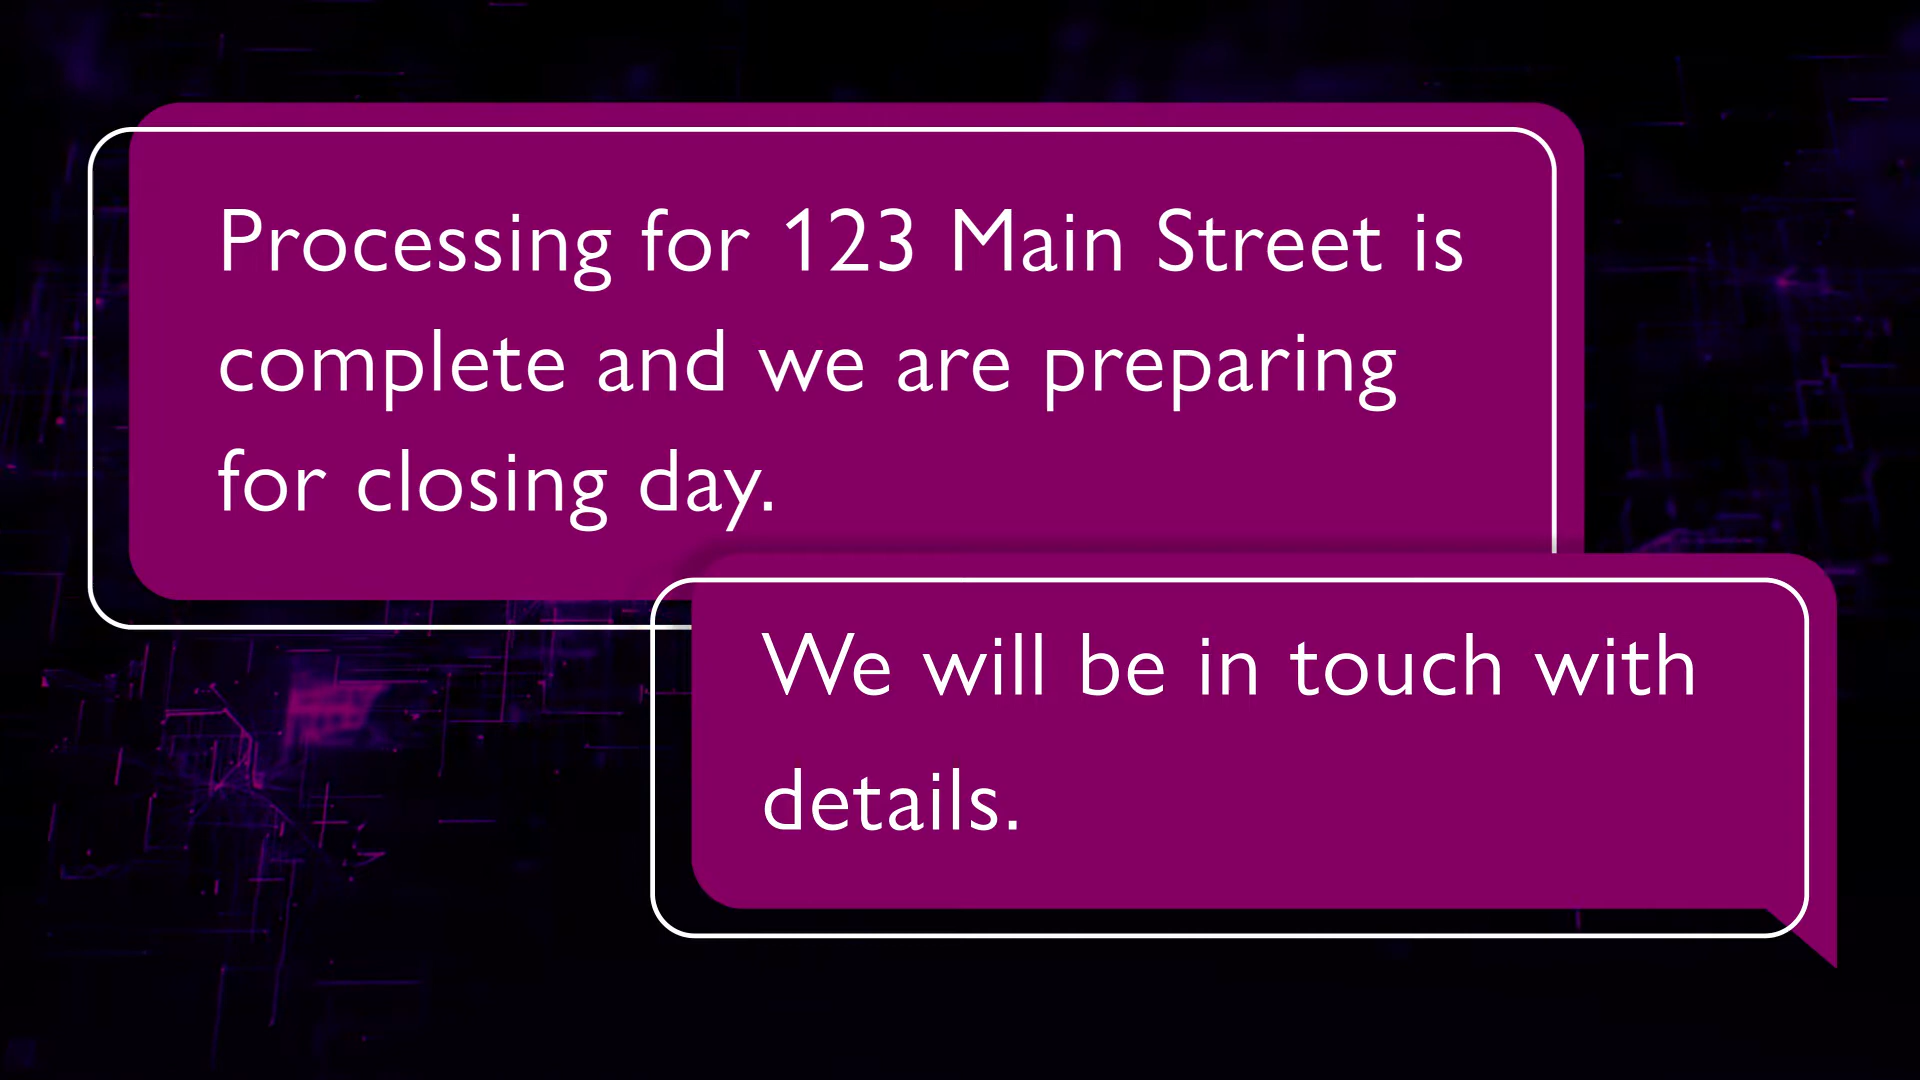 Processing for 123 Main Street is
complete and we are preparing
for closing day.
We will be in touch with
details.